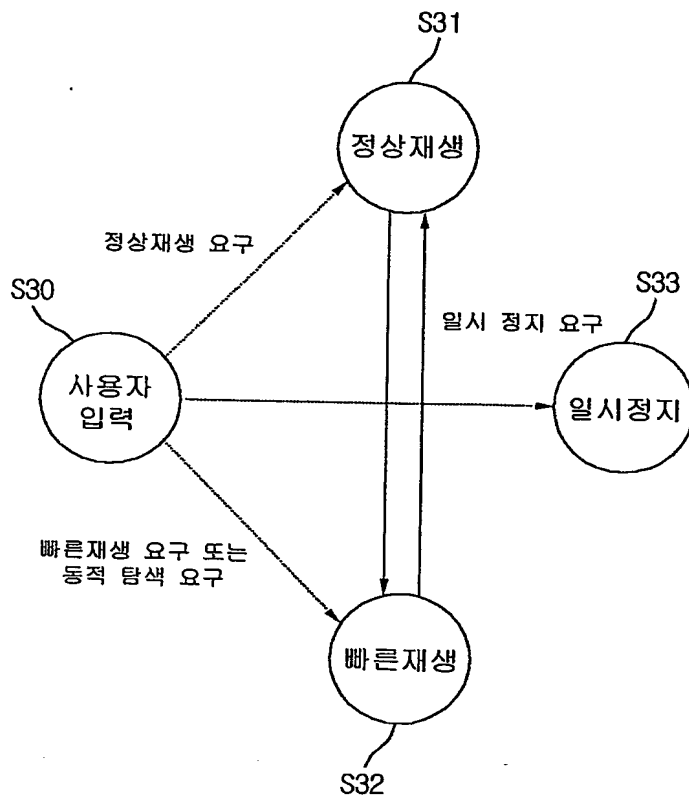 S31
정상재생
정상재생 요구
S30
사용자
입력
일시 정지 요구
S33
일시정지
빠른재생 요구 또는
동적 탐색 요구
빠른재생
S32